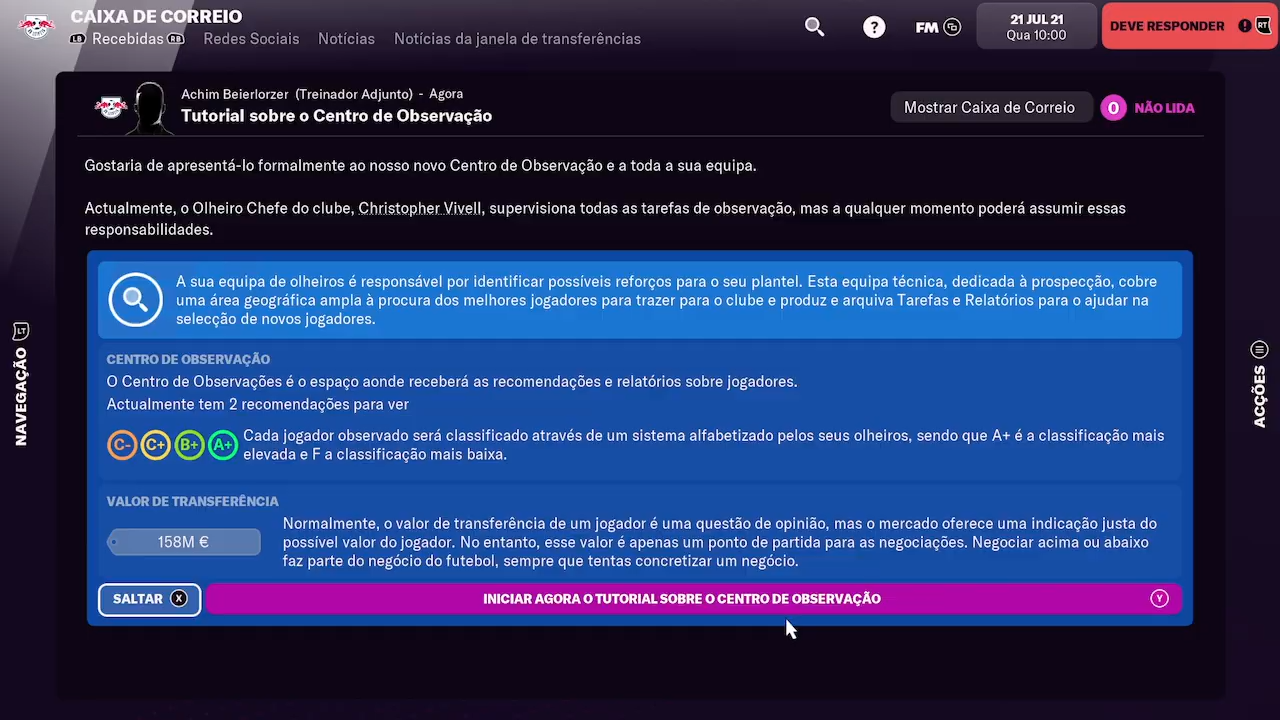 CAIXA DE CORREIO
LB Recebidas RB Redes Sociais Notícias Notícias da janela de transferências
? FM 21 JUL 21
Qua 10:00
DEVE RESPONDER ! RT
Achim Beierlorzer (Treinador Adjunto) - Agora
Tutorial sobre o Centro de Observação
Mostrar Caixa de Correio 0 NÃO LIDA
Gostaria de apresentá-lo formalmente ao nosso novo Centro de Observação e a toda a sua equipa.
Actualmente, o Olheiro Chefe do clube, Christopher Vivell, supervisiona todas as tarefas de observação, mas a qualquer momento poderá assumir essas
responsabilidades.
A sua equipa de olheiros é responsável por identificar possíveis reforços para o seu plantel. Esta equipa técnica, dedicada à prospecção, cobre
uma área geográfica ampla à procura dos melhores jogadores para trazer para o clube e produz e arquiva Tarefas e Relatórios para o ajudar na
selecção de novos jogadores.
CENTRO DE OBSERVAÇÃO
O Centro de Observações é o espaço aonde receberá as recomendações e relatórios sobre jogadores.
Actualmente tem 2 recomendações para ver
C- C+ B+ A+
Cada jogador observado será classificado através de um sistema alfabetizado pelos seus olheiros, sendo que A+ é a classificação mais
elevada e F a classificação mais baixa.
VALOR DE TRANSFERÊNCIA
158M €
Normalmente, o valor de transferência de um jogador é uma questão de opinião, mas o mercado oferece uma indicação justa do
possível valor do jogador. No entanto, esse valor é apenas um ponto de partida para as negociações. Negociar acima ou abaixo
faz parte do negócio do futebol, sempre que tentas concretizar um negócio.
SALTAR X
INICIAR AGORA O TUTORIAL SOBRE O CENTRO DE OBSERVAÇÃO Y
NAVEGAÇÃO LT
ACÇÕES